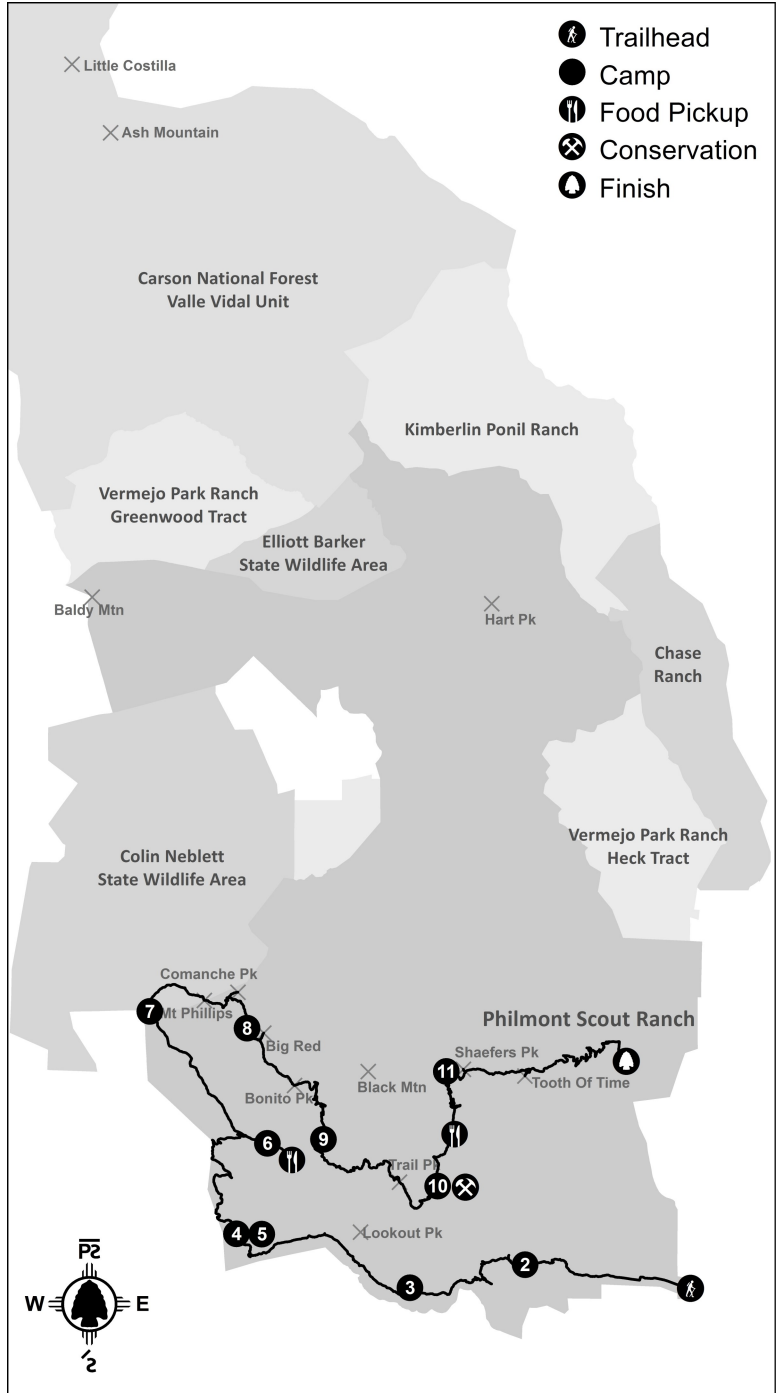 Trailhead
Camp
Food Pickup
Conservation
Finish
Little Costilla
Ash Mountain
Carson National Forest
Valle Vidal Unit
Kimberlin Ponil Ranch
Vermejo Park Ranch
Greenwood Tract
Elliott Barker
State Wildlife Area
Baldy Mtn
Hart Pk
Chase
Ranch
Vermejo Park Ranch
Heck Tract
Colin Neblett
State Wildlife Area
Comanche Pk
7
Mt Phillips
8
Big Red
Philmont Scout Ranch
Shaefers Pk
11
Black Mtn
Tooth Of Time
Bonito Pk
6
9
Trail Pk
10
4
5
Lookout Pk
2
3
W
E